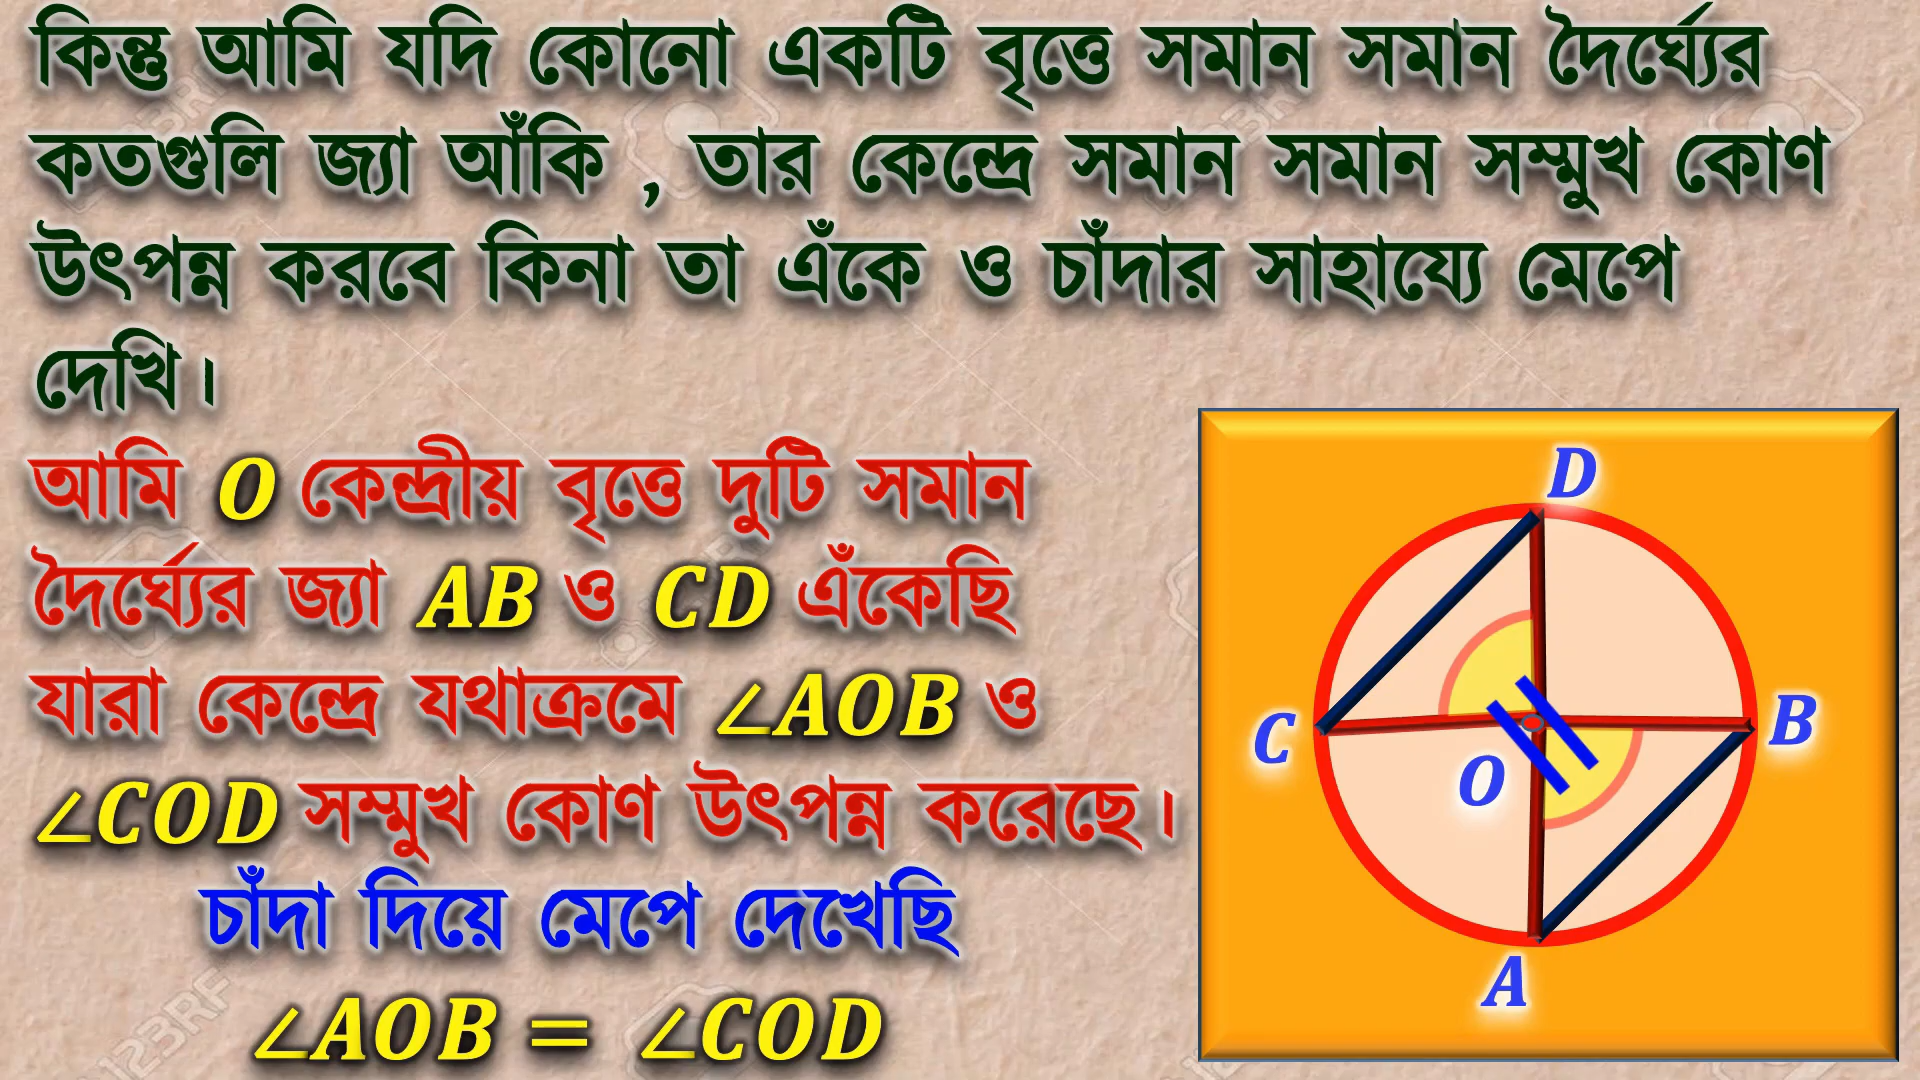 কিন্তু আমি যদি কোনো একটি বৃত্তে সমান সমান দৈর্ঘ্যের
কতগুলি জ্যা আঁকি , তার কেন্দ্রে সমান সমান সম্মুখ কোণ
উৎপন্ন করবে কিনা তা এঁকে ও চাঁদার সাহায্যে মেপে
দেখি।
আমি O কেন্দ্রীয় বৃত্তে দুটি সমান
দৈর্ঘ্যের জ্যা AB ও CD এঁকেছি
যারা কেন্দ্রে যথাক্রমে ∠AOB ও
∠COD সম্মুখ কোণ উৎপন্ন করেছে।
চাঁদা দিয়ে মেপে দেখেছি
∠AOB = ∠COD
D
C
B
O
A
123RF